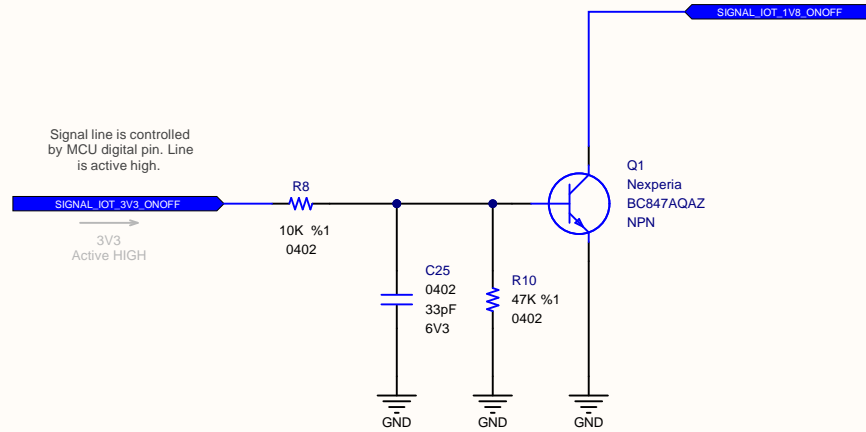 SIGNAL_IOT_1V8_ONOFF
Signal line is controlled
by MCU digital pin. Line
is active high.
SIGNAL_IOT_3V3_ONOFF
3V3
Active HIGH
R8
10K %1
0402
C25
0402
33pF
6V3
R10
47K %1
0402
Q1
Nexperia
BC847AQAZ
NPN
GND
GND
GND